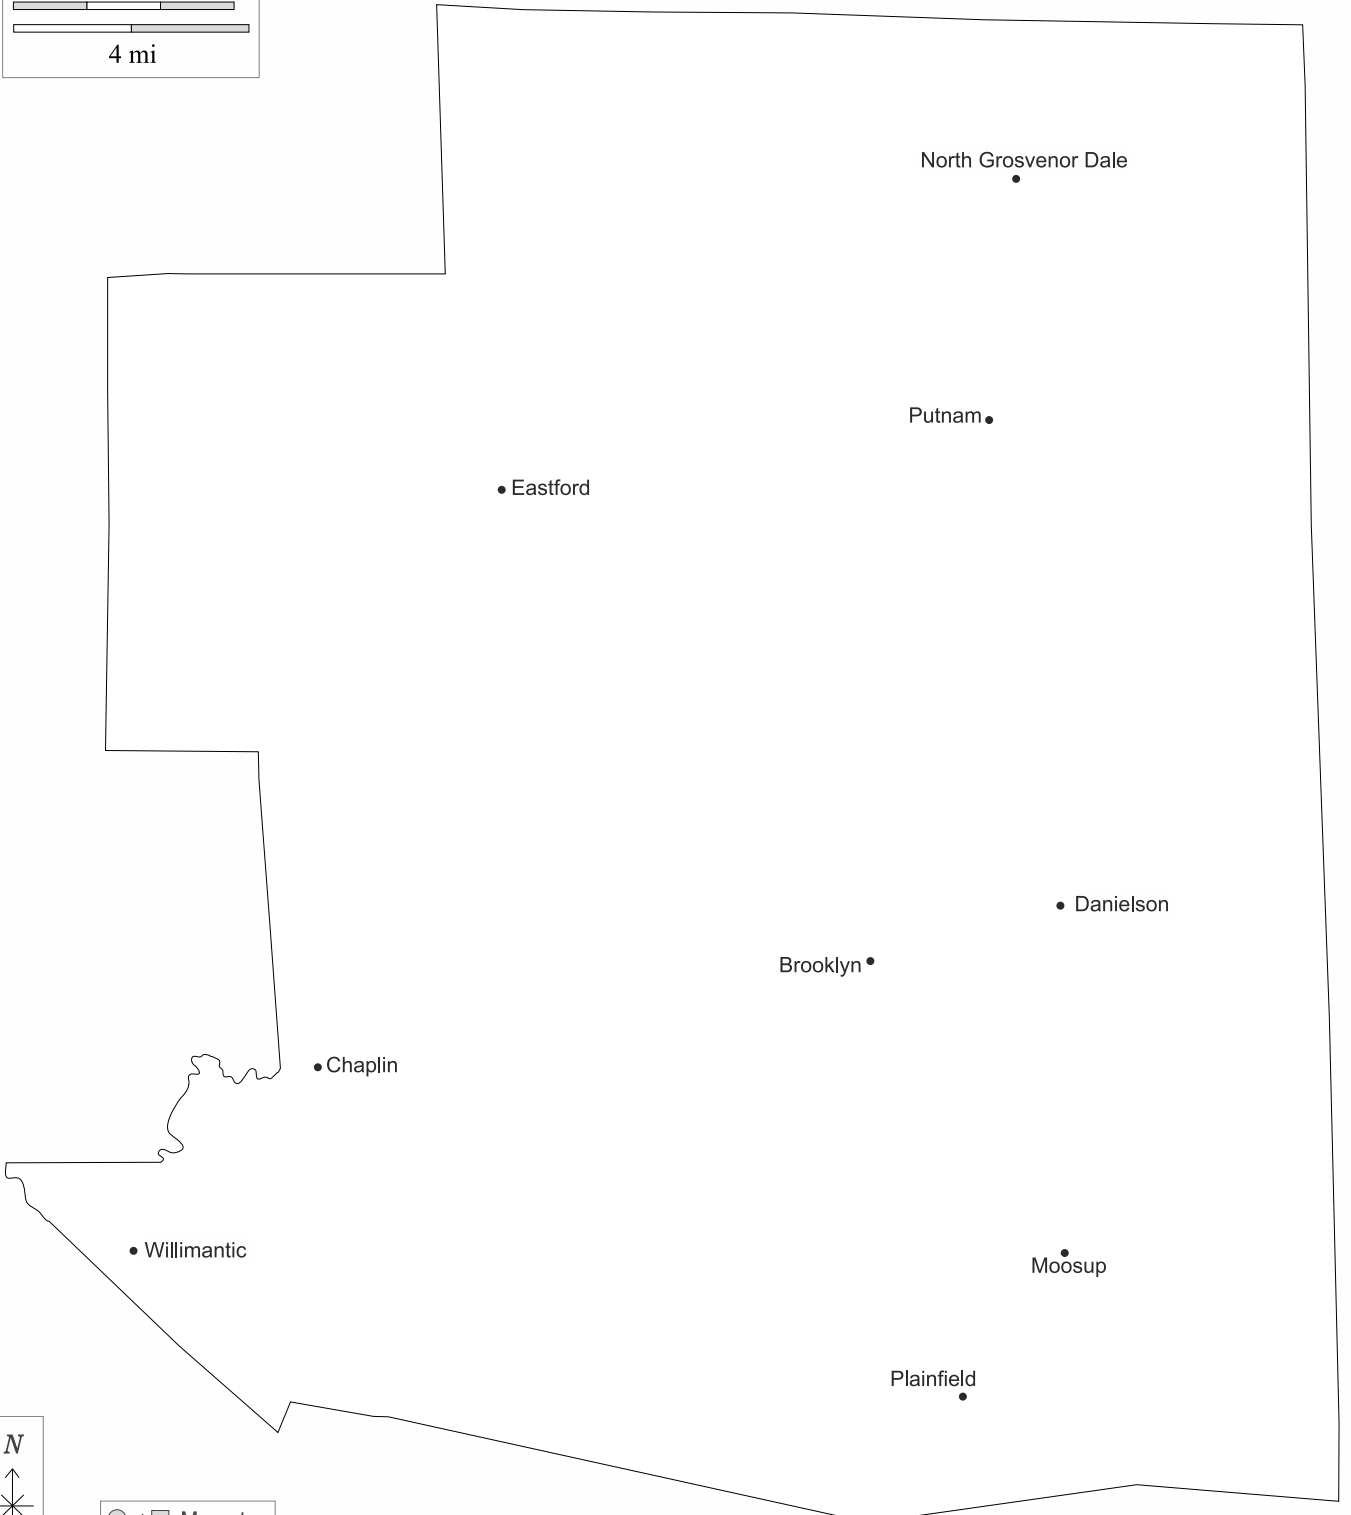 4 mi
North Grosvenor Dale
Putnam
Eastford
Danielson
Brooklyn
Chaplin
Willimantic
Moosup
Plainfield
N